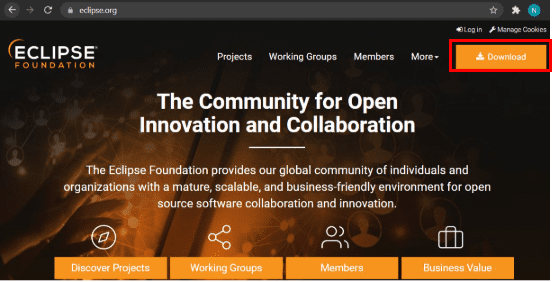 eclipse.org
N
Log in Manage Cookies
ECLIPSE®
FOUNDATION
Projects Working Groups Members More Download
The Community for Open
Innovation and Collaboration
The Eclipse Foundation provides our global community of individuals and
organizations with a mature, scalable, and business-friendly environment for open
source software collaboration and innovation.
Discover Projects Working Groups Members Business Value